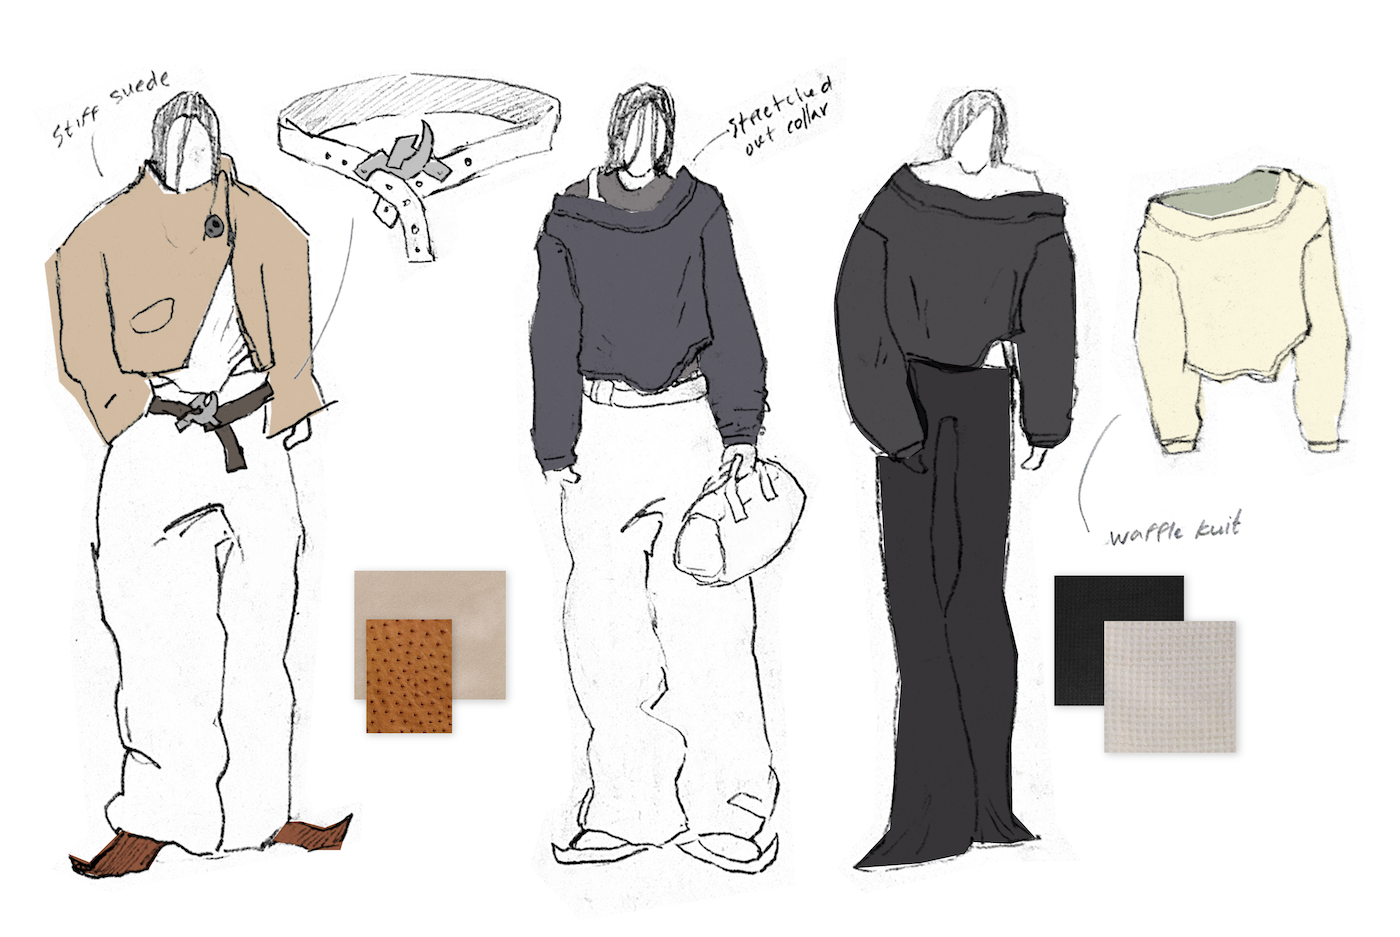 stiff suede
stretched
out collar
waffle knit